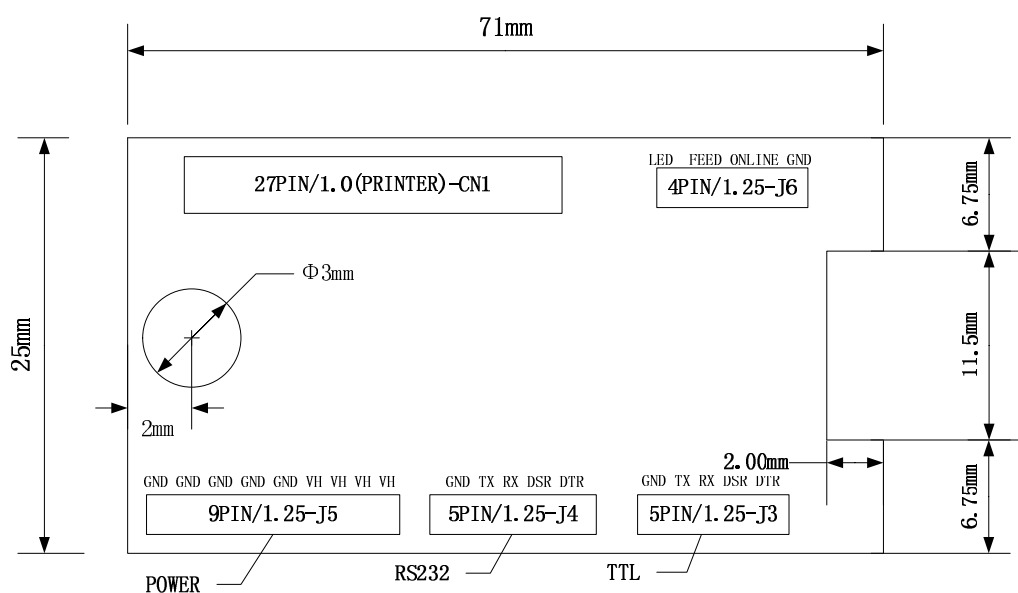 71mm
LED FEED ONLINE GND
27PIN/1.0(PRINTER)-CN1
4PIN/1.25-J6
6.75mm
Φ3mm
25mm
11.5mm
2mm
2.00mm
GND GND GND GND GND VH VH VH VH
GND TX RX DSR DTR
GND TX RX DSR DTR
9PIN/1.25-J5
5PIN/1.25-J4
5PIN/1.25-J3
6.75mm
POWER
RS232
TTL